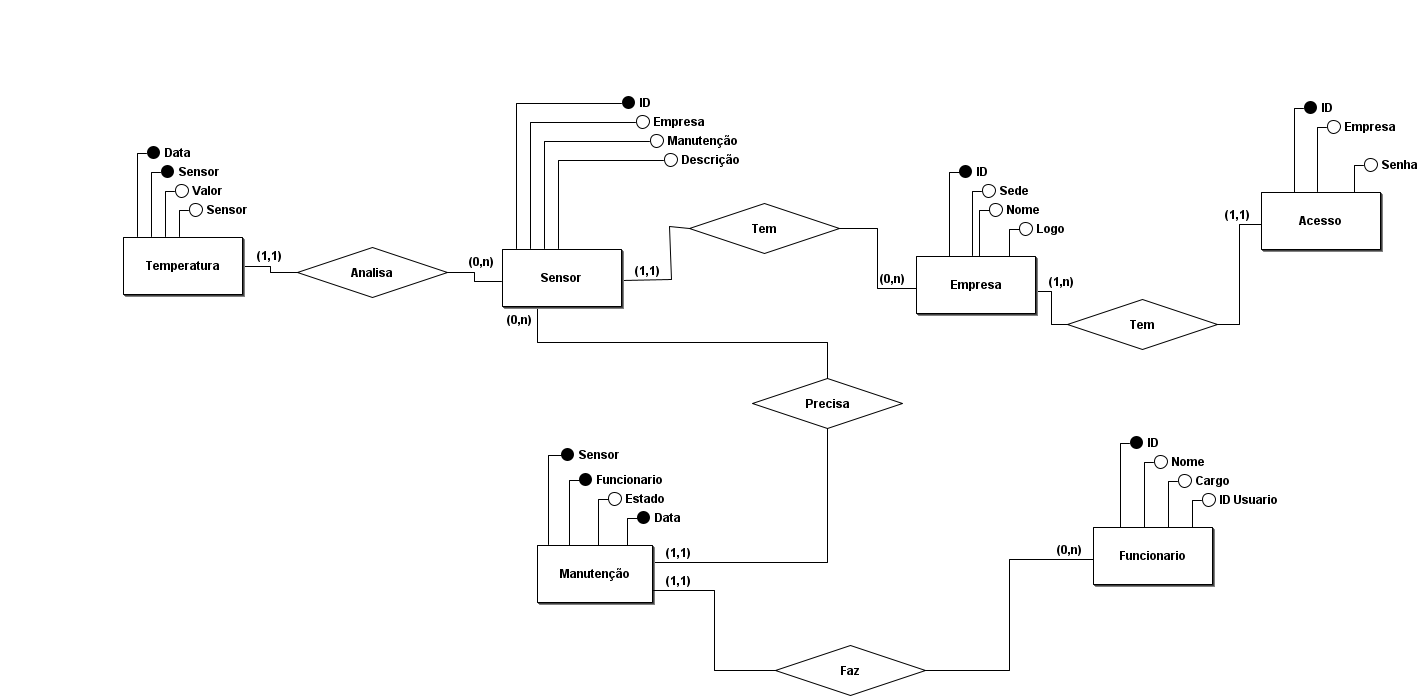 ID
Empresa
Manutenção
Descrição
Data
Sensor
Valor
Sensor
Temperatura
(1,1)
Analisa
(0,n)
Sensor
(1,1)
(0,n)
Tem
(0,n)
ID
Sede
Nome
Logo
Empresa
(1,n)
Tem
(1,1)
ID
Empresa
Senha
Acesso
Precisa
Sensor
Funcionario
Estado
Data
Manutenção
(1,1)
(1,1)
Faz
(0,n)
ID
Nome
Cargo
ID Usuario
Funcionario